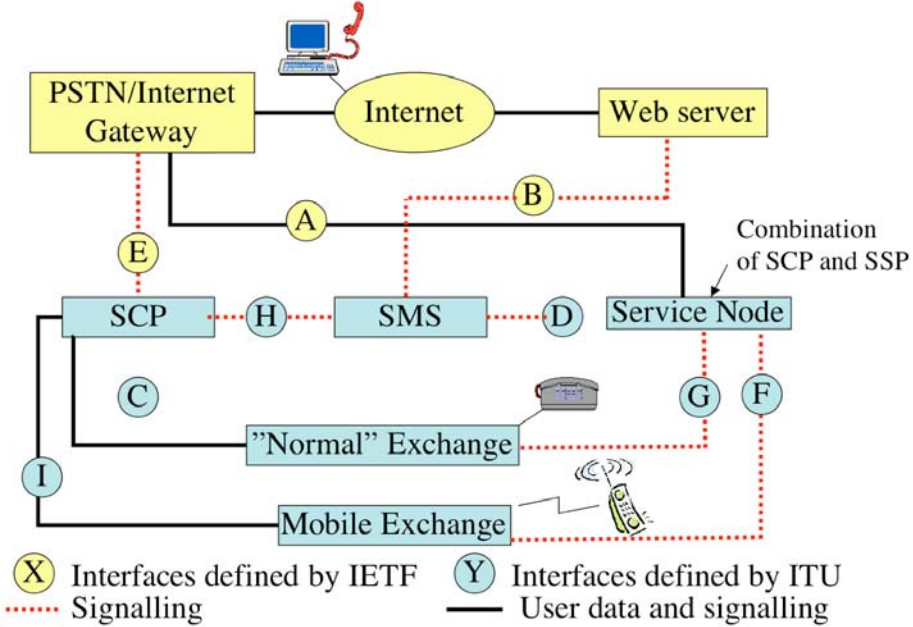 PSTN/Internet
Gateway
Internet
Web server
B
A
E
Combination
of SCP and SSP
SCP
H
SMS
D
Service Node
C
G
F
”Normal” Exchange
I
Mobile Exchange
X Interfaces defined by IETF
Y Interfaces defined by ITU
Signalling
User data and signalling